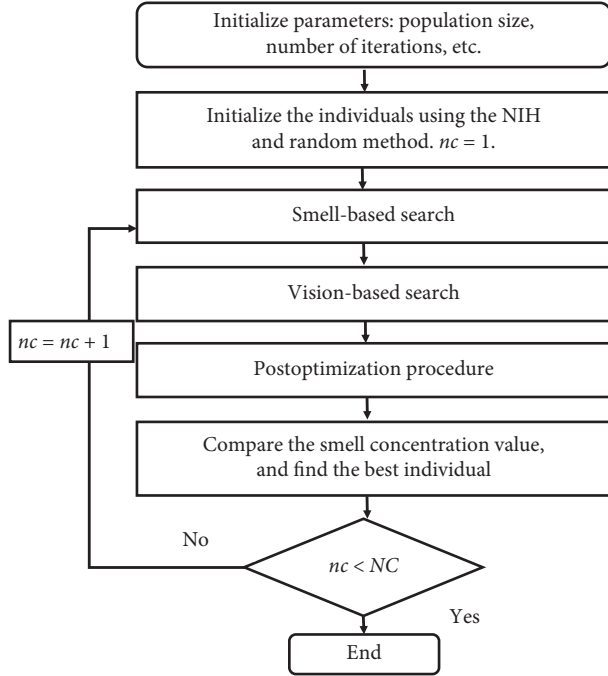 Initialize parameters: population size,
number of iterations, etc.
Initialize the individuals using the NIH
and random method. nc = 1.
Smell-based search
Vision-based search
nc = nc + 1
Postoptimization procedure
Compare the smell concentration value,
and find the best individual
No
nc < NC
Yes
End